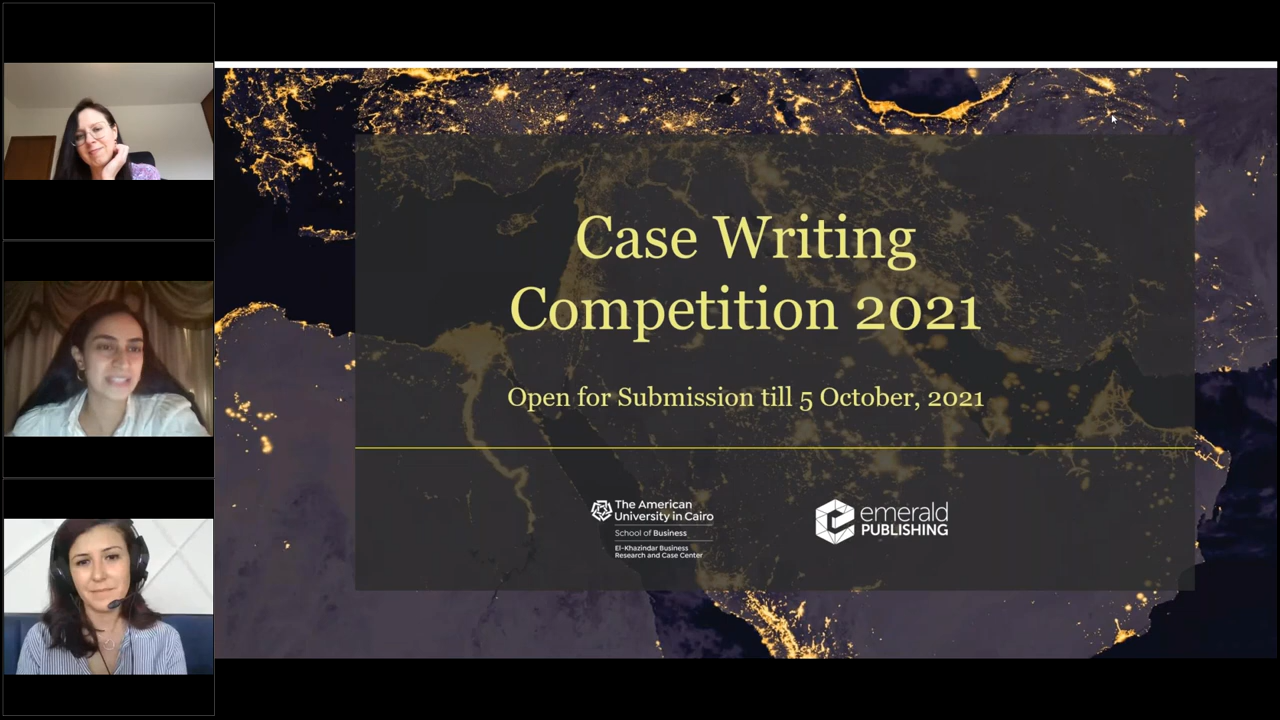 Case Writing
Competition 2021
Open for Submission till 5 October, 2021
The American
University in Cairo
School of Business
El-Khazindar Business
Research and Case Center
emerald
PUBLISHING